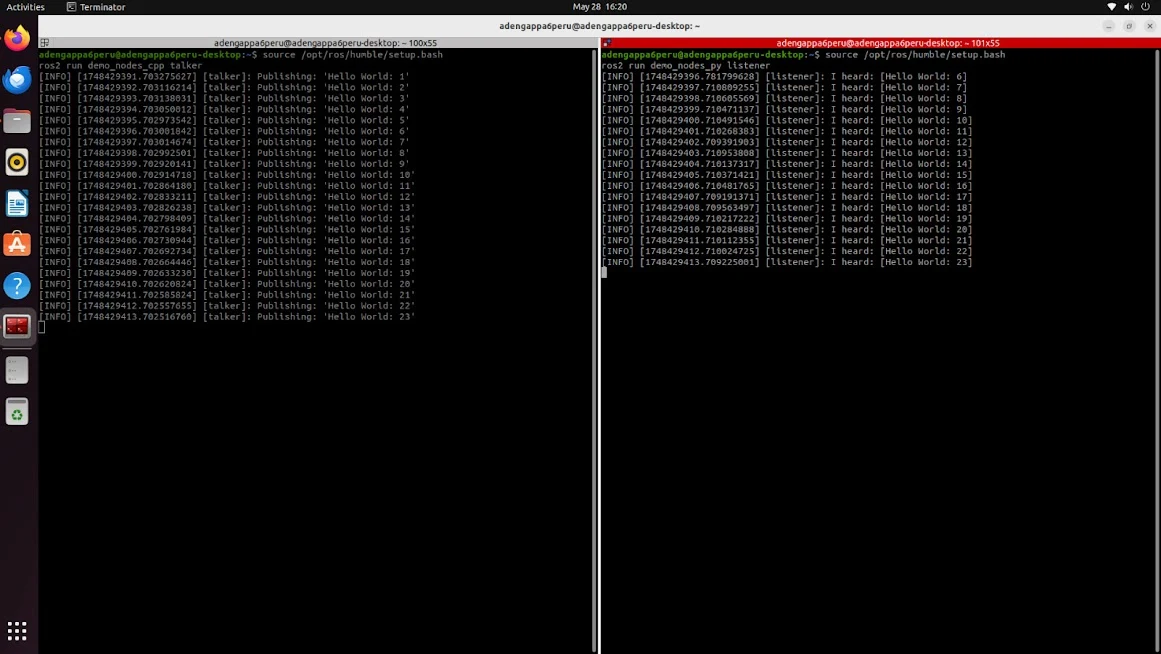 Activities
Terminator
May 28 16:20
adengappa6peru@adengappa6peru-desktop: ~
adengappa6peru@adengappa6peru-desktop: ~ 100x55
adengappa6peru@adengappa6peru-desktop:~$ source /opt/ros/humble/setup.bash
ros2 run demo_nodes_cpp talker
[INFO] [1748429391.703275627] [talker]: Publishing: 'Hello World: 1'
[INFO] [1748429392.703116214] [talker]: Publishing: 'Hello World: 2'
[INFO] [1748429393.703138031] [talker]: Publishing: 'Hello World: 3'
[INFO] [1748429394.703050012] [talker]: Publishing: 'Hello World: 4'
[INFO] [1748429395.702973542] [talker]: Publishing: 'Hello World: 5'
[INFO] [1748429396.703001842] [talker]: Publishing: 'Hello World: 6'
[INFO] [1748429397.703014674] [talker]: Publishing: 'Hello World: 7'
[INFO] [1748429398.702992501] [talker]: Publishing: 'Hello World: 8'
[INFO] [1748429399.702920141] [talker]: Publishing: 'Hello World: 9'
[INFO] [1748429400.702914718] [talker]: Publishing: 'Hello World: 10'
[INFO] [1748429401.702864180] [talker]: Publishing: 'Hello World: 11'
[INFO] [1748429402.702833211] [talker]: Publishing: 'Hello World: 12'
[INFO] [1748429403.702826238] [talker]: Publishing: 'Hello World: 13'
[INFO] [1748429404.702798409] [talker]: Publishing: 'Hello World: 14'
[INFO] [1748429405.702761984] [talker]: Publishing: 'Hello World: 15'
[INFO] [1748429406.702730944] [talker]: Publishing: 'Hello World: 16'
[INFO] [1748429407.702692734] [talker]: Publishing: 'Hello World: 17'
[INFO] [1748429408.702664446] [talker]: Publishing: 'Hello World: 18'
[INFO] [1748429409.702633230] [talker]: Publishing: 'Hello World: 19'
[INFO] [1748429410.702620824] [talker]: Publishing: 'Hello World: 20'
[INFO] [1748429411.702585824] [talker]: Publishing: 'Hello World: 21'
[INFO] [1748429412.702557655] [talker]: Publishing: 'Hello World: 22'
[INFO] [1748429413.702516760] [talker]: Publishing: 'Hello World: 23'
adengappa6peru@adengappa6peru-desktop: ~ 101x55
adengappa6peru@adengappa6peru-desktop:~$ source /opt/ros/humble/setup.bash
ros2 run demo_nodes_py listener
[INFO] [1748429396.781799628] [listener]: I heard: [Hello World: 6]
[INFO] [1748429397.710809255] [listener]: I heard: [Hello World: 7]
[INFO] [1748429398.710605569] [listener]: I heard: [Hello World: 8]
[INFO] [1748429399.710471137] [listener]: I heard: [Hello World: 9]
[INFO] [1748429400.710491546] [listener]: I heard: [Hello World: 10]
[INFO] [1748429401.710268383] [listener]: I heard: [Hello World: 11]
[INFO] [1748429402.709391903] [listener]: I heard: [Hello World: 12]
[INFO] [1748429403.710953808] [listener]: I heard: [Hello World: 13]
[INFO] [1748429404.710137317] [listener]: I heard: [Hello World: 14]
[INFO] [1748429405.710371421] [listener]: I heard: [Hello World: 15]
[INFO] [1748429406.710481765] [listener]: I heard: [Hello World: 16]
[INFO] [1748429407.709191371] [listener]: I heard: [Hello World: 17]
[INFO] [1748429408.709563497] [listener]: I heard: [Hello World: 18]
[INFO] [1748429409.710217222] [listener]: I heard: [Hello World: 19]
[INFO] [1748429410.710284888] [listener]: I heard: [Hello World: 20]
[INFO] [1748429411.710112355] [listener]: I heard: [Hello World: 21]
[INFO] [1748429412.710024725] [listener]: I heard: [Hello World: 22]
[INFO] [1748429413.709225001] [listener]: I heard: [Hello World: 23]